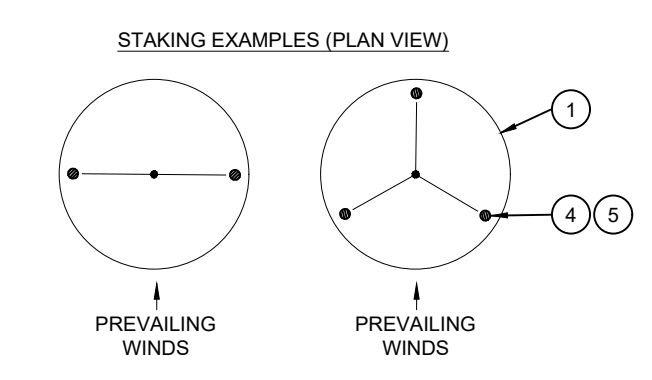 STAKING EXAMPLES (PLAN VIEW)
1
4 5
PREVAILING
WINDS
PREVAILING
WINDS